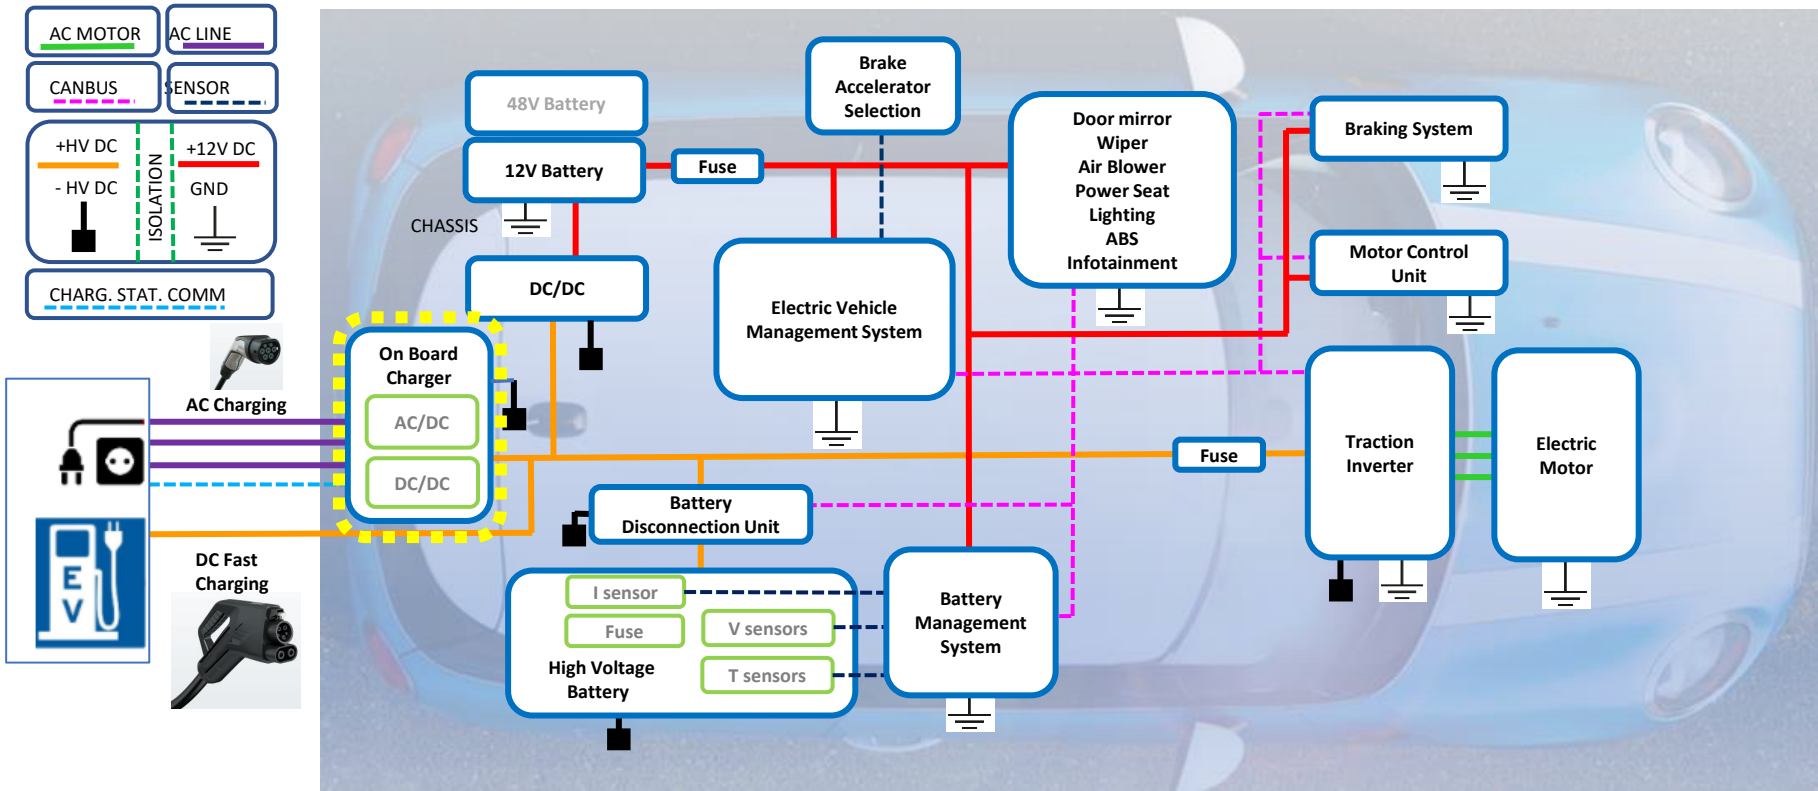 AC MOTOR
AC LINE
CANBUS
SENSOR
+HV DC
- HV DC
ISOLATION
+12V DC
GND
CHARG. STAT. COMM
48V Battery
12V Battery
Fuse
CHASSIS
DC/DC
Brake
Accelerator
Selection
Electric Vehicle
Management System
Door mirror
Wiper
Air Blower
Power Seat
Lighting
ABS
Infotainment
Braking System
Motor Control
Unit
On Board
Charger
AC/DC
DC/DC
AC Charging
DC Fast
Charging
E
V
Battery
Disconnection Unit
Fuse
Traction
Inverter
Electric
Motor
I sensor
Fuse
V sensors
T sensors
High Voltage
Battery
Battery
Management
System